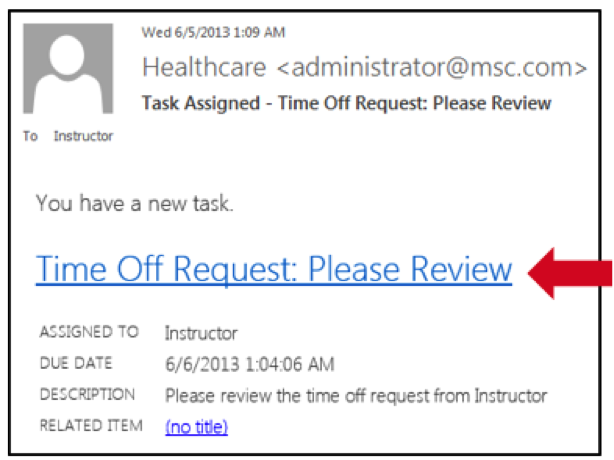 Wed 6/5/2013 1:09 AM
Healthcare <administrator@msc.com>
Task Assigned - Time Off Request: Please Review
To Instructor
You have a new task.
Time Off Request: Please Review
ASSIGNED TO Instructor
DUE DATE 6/6/2013 1:04:06 AM
DESCRIPTION Please review the time off request from Instructor
RELATED ITEM (no title)